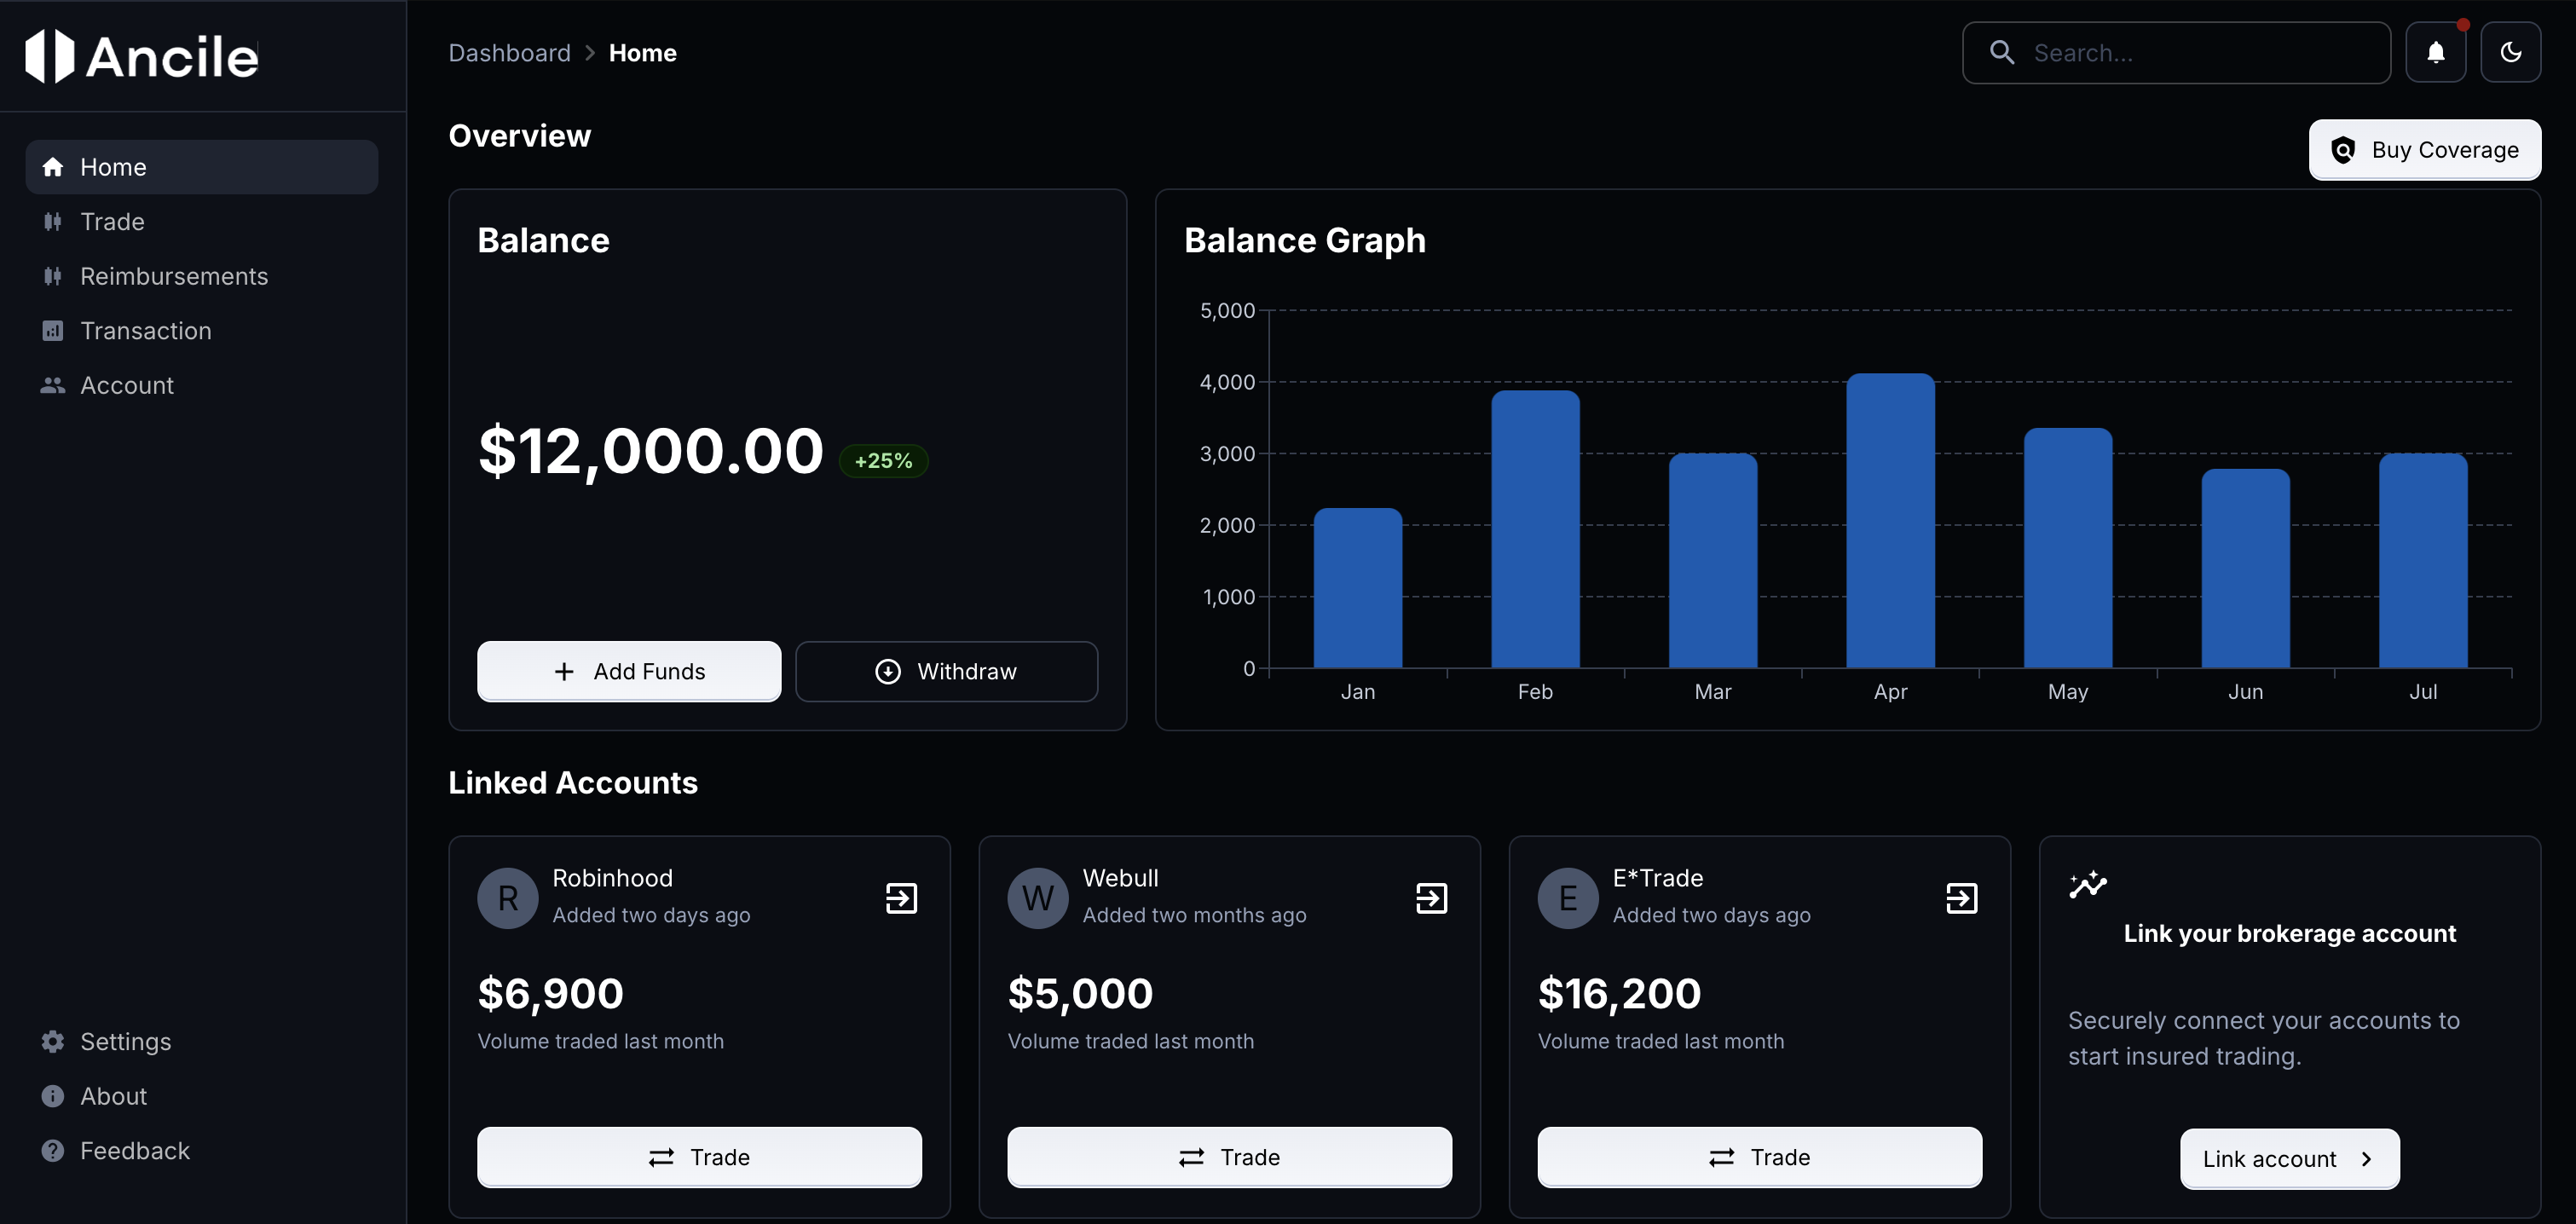 Ancile
Home
Trade
Reimbursements
Transaction
Account
Settings
About
Feedback
Dashboard > Home
Search...
Overview
Buy Coverage
Balance
$12,000.00 +25%
Add Funds
Withdraw
Balance Graph
5,000
4,000
3,000
2,000
1,000
0
Jan Feb Mar Apr May Jun Jul
Linked Accounts
R
Robinhood
Added two days ago
$6,900
Volume traded last month
Trade
W
Webull
Added two months ago
$5,000
Volume traded last month
Trade
E
E*Trade
Added two days ago
$16,200
Volume traded last month
Trade
Link your brokerage account
Securely connect your accounts to
start insured trading.
Link account